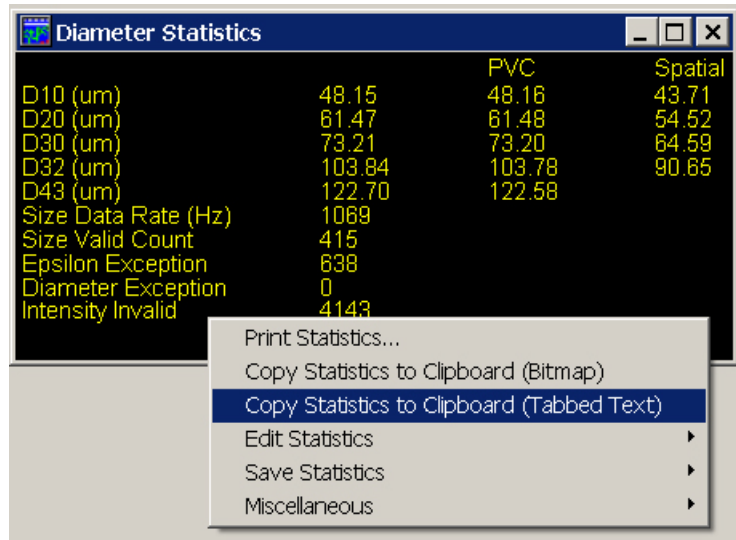 Diameter Statistics
PVC Spatial
D10 (um) 48.15 48.16 43.71
D20 (um) 61.47 61.48 54.52
D30 (um) 73.21 73.20 64.59
D32 (um) 103.84 103.78 90.65
D43 (um) 122.70 122.58
Size Data Rate (Hz) 1069
Size Valid Count 415
Epsilon Exception 638
Diameter Exception 0
Intensity Invalid 4143
Print Statistics...
Copy Statistics to Clipboard (Bitmap)
Copy Statistics to Clipboard (Tabbed Text)
Edit Statistics
Save Statistics
Miscellaneous